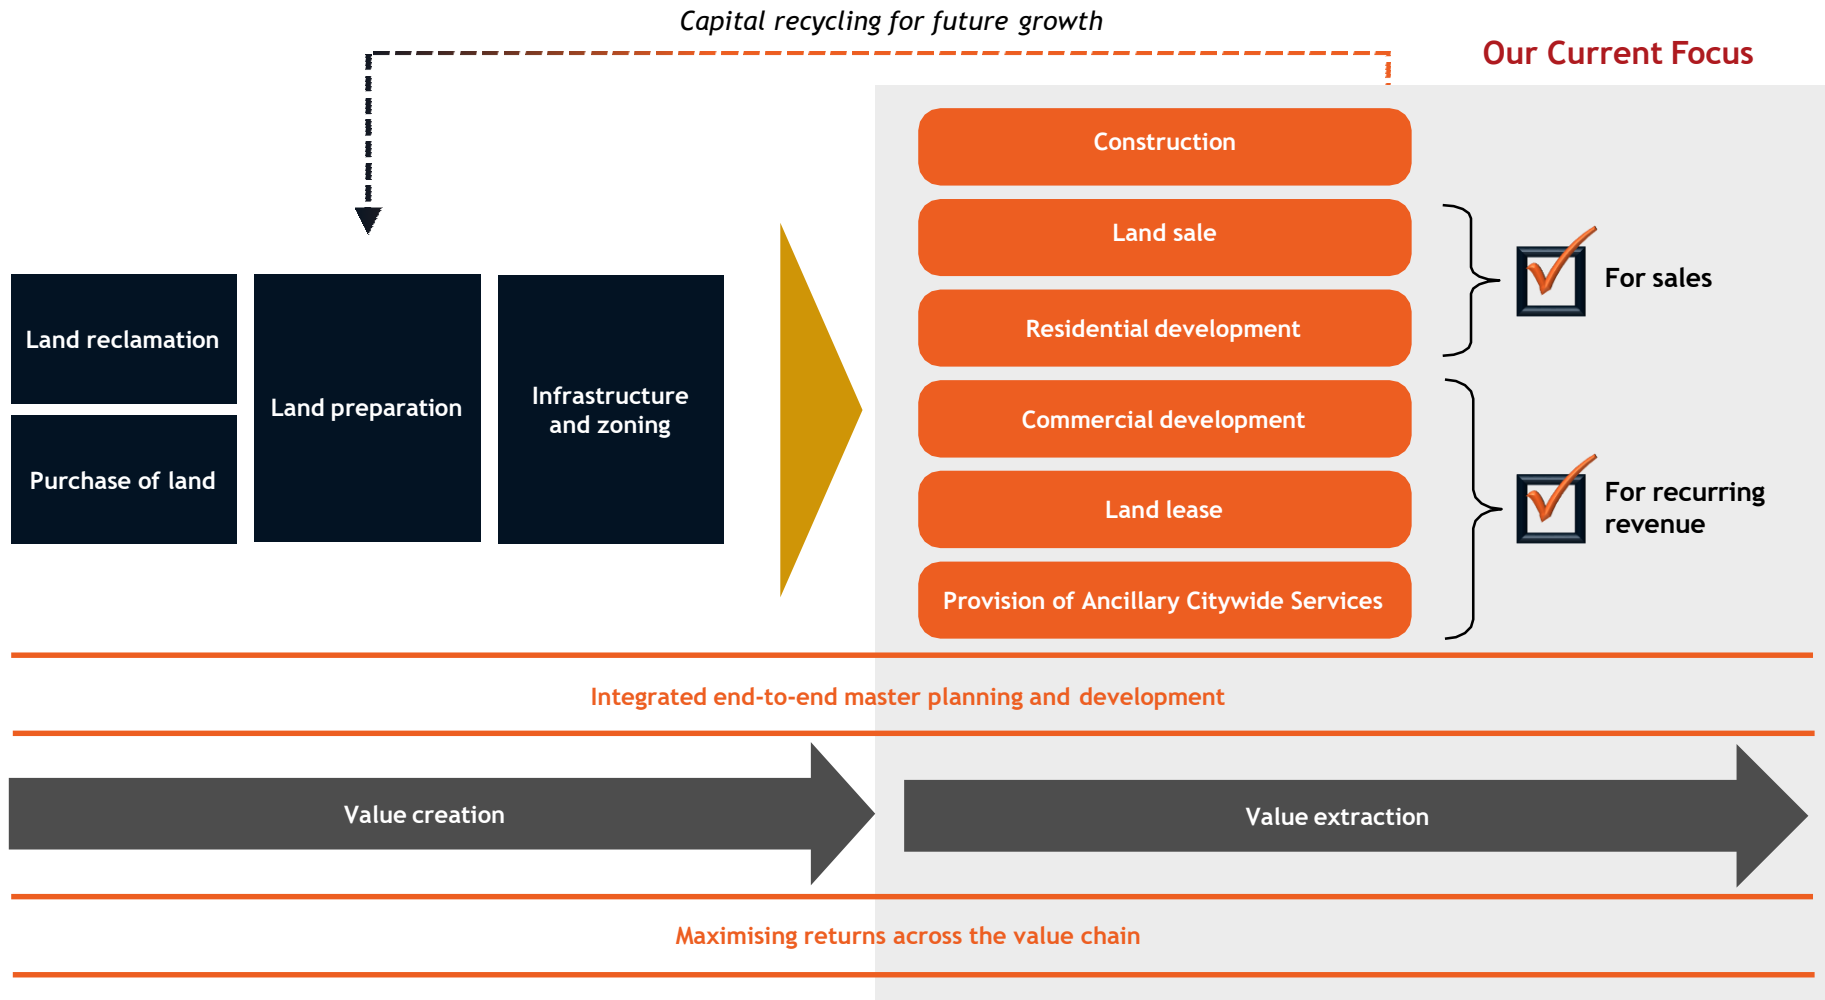 Capital recycling for future growth
Our Current Focus
Land reclamation
Purchase of land
Land preparation
Infrastructure
and zoning
Construction
Land sale
Residential development
Commercial development
Land lease
Provision of Ancillary Citywide Services
For sales
For recurring
revenue
Integrated end-to-end master planning and development
Value creation
Value extraction
Maximising returns across the value chain